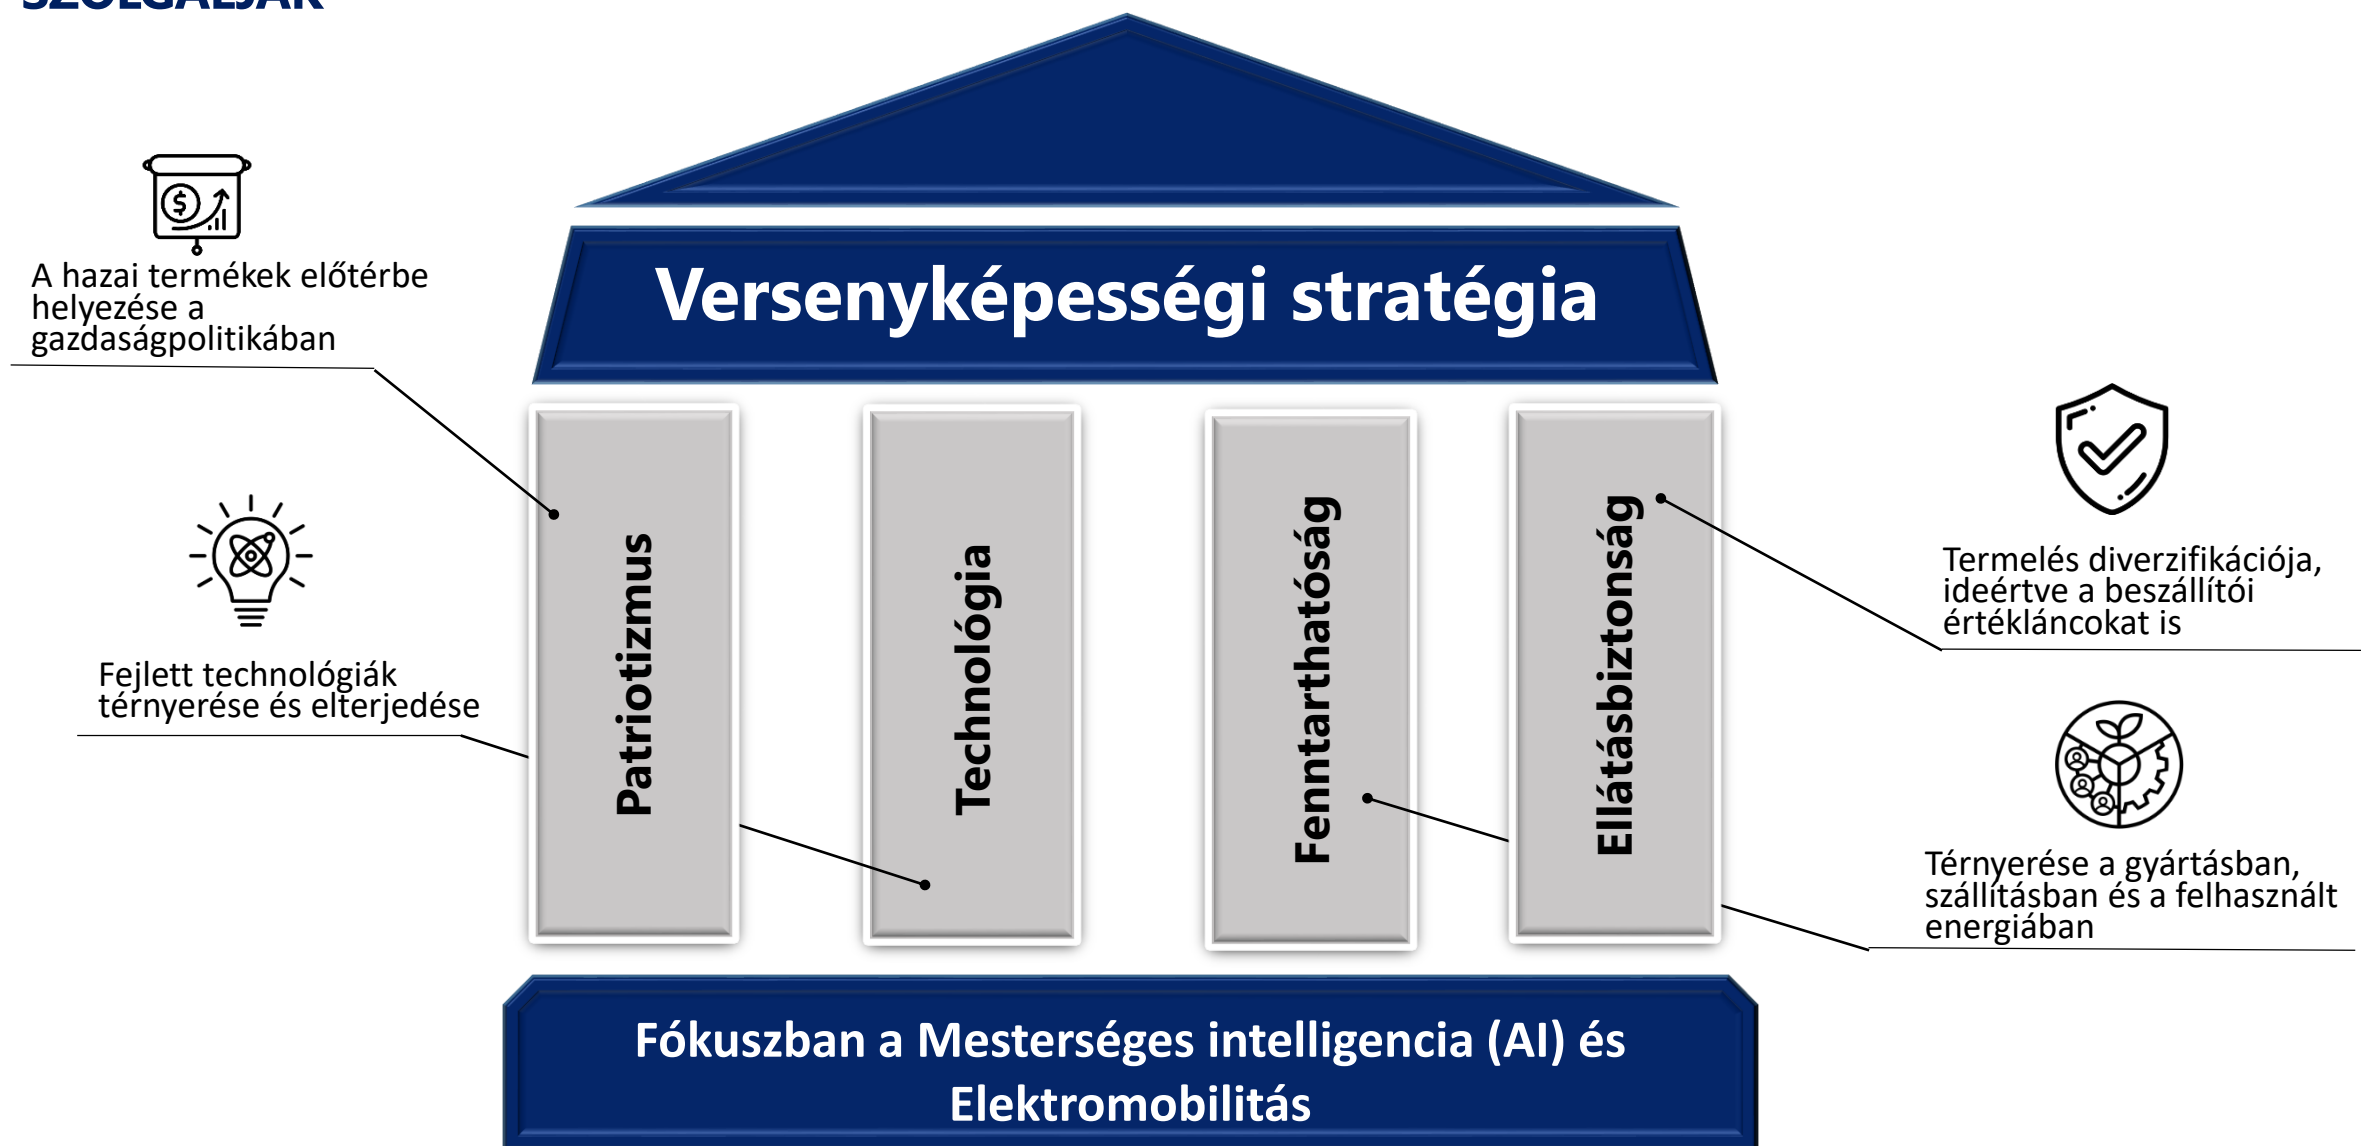 SZOLGÁLJÁK
Versenyképességi stratégia
A hazai termékek előtérbe
helyezése a
gazdaságpolitikában
Fejlett technológiák
térnyerése és elterjedése
Patriotizmus
Technológia
Fenntarthatóság
Ellátásbiztonság
Termelés diverzifikációja,
ideértve a beszállítói
értékláncokat is
Térnyerése a gyártásban,
szállításban és a felhasznált
energiában
Fókuszban a Mesterséges intelligencia (AI) és
Elektromobilitás